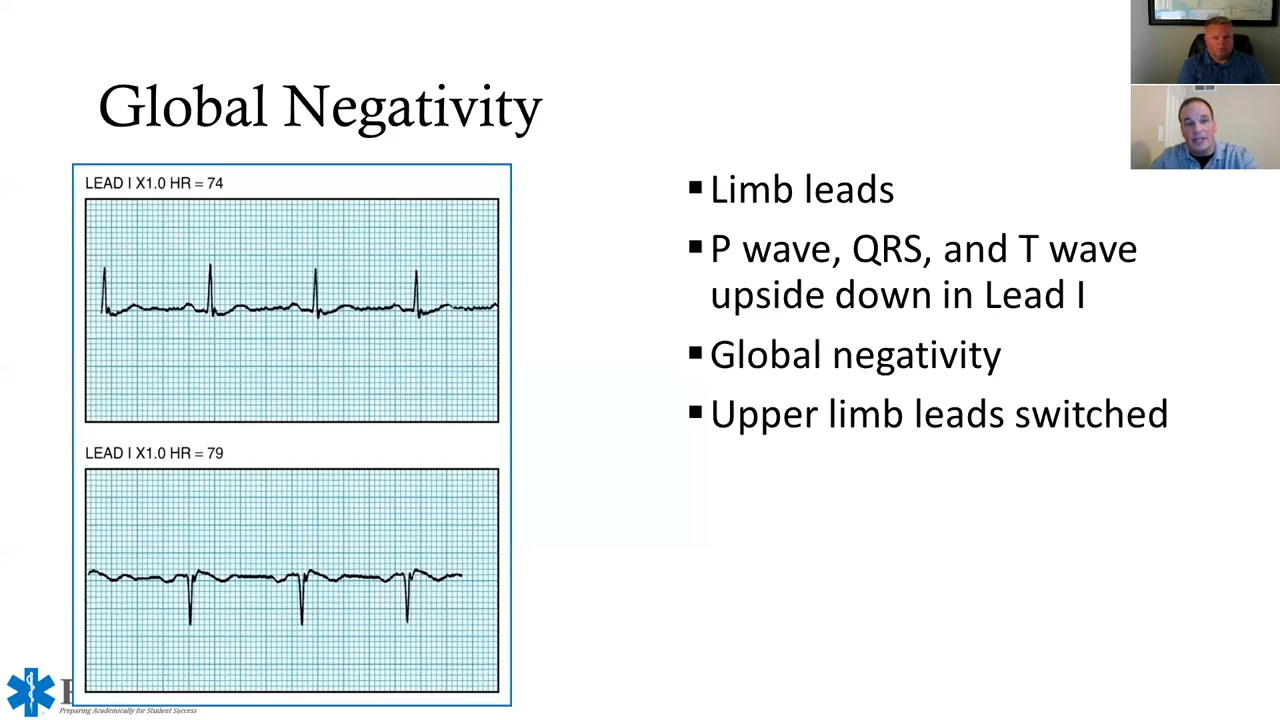 Global Negativity
LEAD I X1.0 HR = 74
LEAD I X1.0 HR = 79
▪ Limb leads
▪ P wave, QRS, and T wave
upside down in Lead I
▪ Global negativity
▪ Upper limb leads switched
Preparing Academically for Student Success